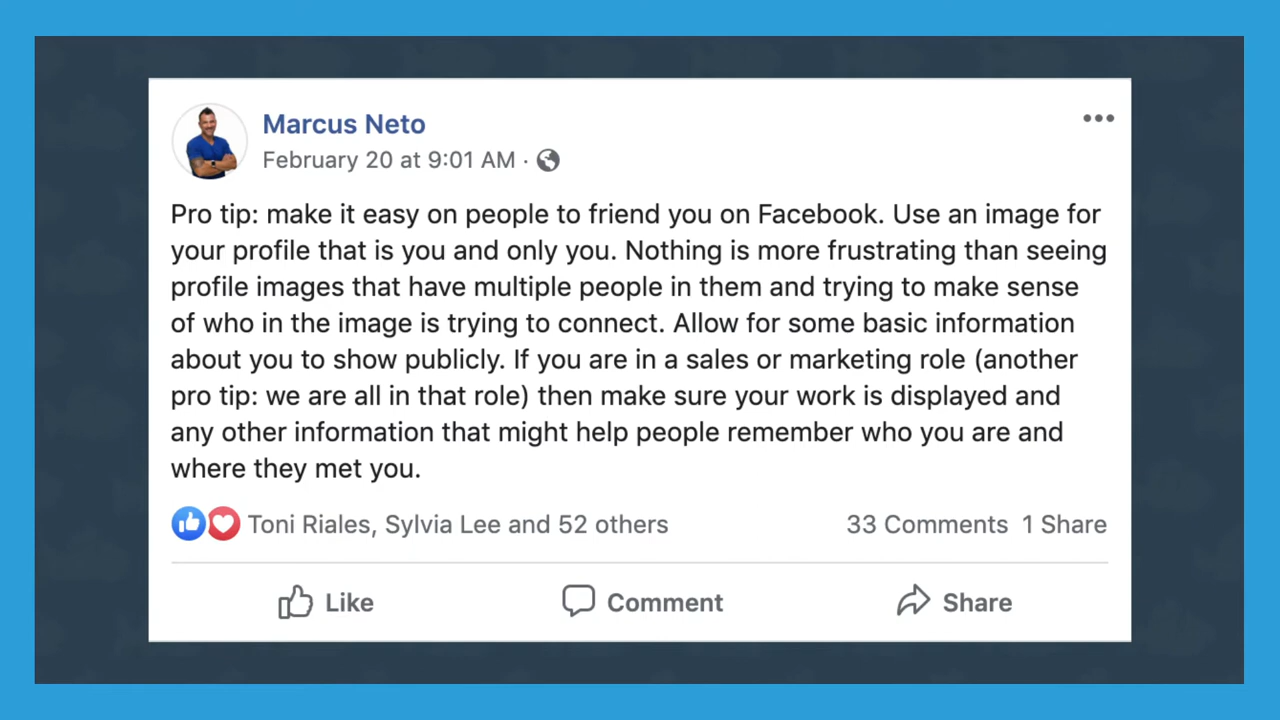 Marcus Neto
February 20 at 9:01 AM ·
Pro tip: make it easy on people to friend you on Facebook. Use an image for
your profile that is you and only you. Nothing is more frustrating than seeing
profile images that have multiple people in them and trying to make sense
of who in the image is trying to connect. Allow for some basic information
about you to show publicly. If you are in a sales or marketing role (another
pro tip: we are all in that role) then make sure your work is displayed and
any other information that might help people remember who you are and
where they met you.
Toni Riales, Sylvia Lee and 52 others 33 Comments 1 Share
Like Comment Share